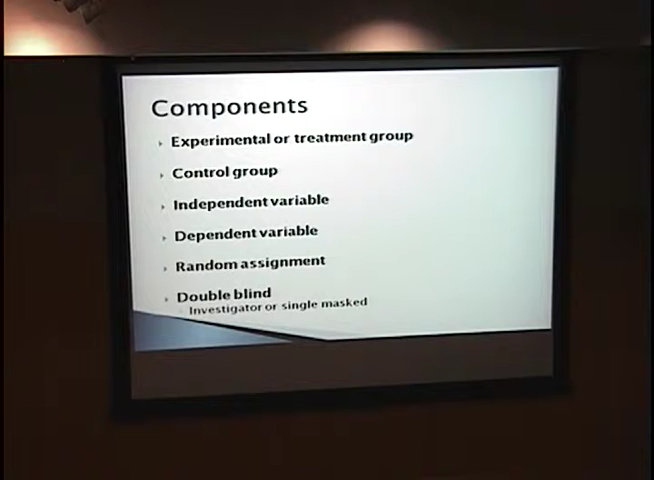 Components
Experimental or treatment group
Control group
Independent variable
Dependent variable
Random assignment
Double blind
Investigator or single masked